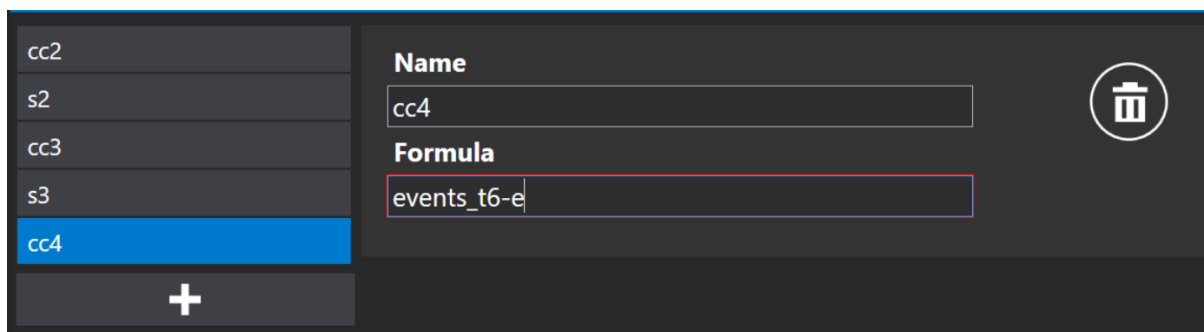 cc2
s2
cc3
s3
cc4
Name
cc4
Formula
events_t6-e